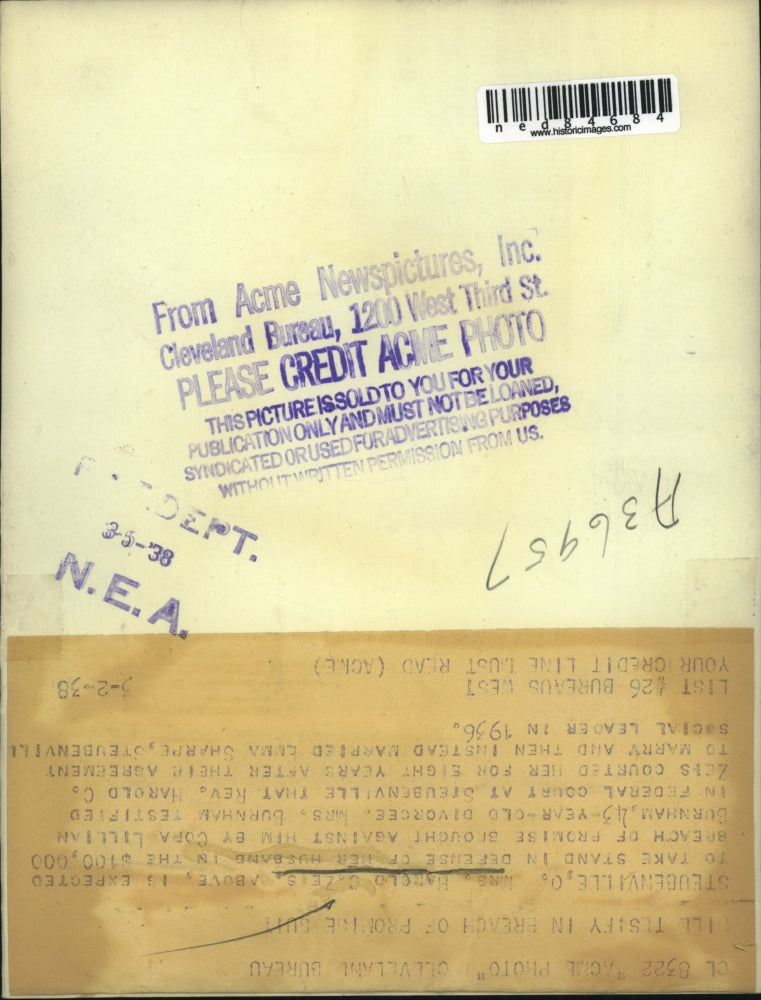 n e d 8 4 6 8 4
www.historicimages.com
From Acme Newspictures, Inc.
Cleveland Bureau, 1200 West Third St.
PLEASE CREDIT ACME PHOTO
THIS PICTURE IS SOLD TO YOU FOR YOUR
PUBLICATION ONLY AND MUST NOT BE LOANED,
SYNDICATED OR USED FOR ADVERTISING PURPOSES
WITHOUT WRITTEN PERMISSION FROM US.
DEPT.
3-5-'38
N.E.A.
A36957
CL 8322 "ACME PHOTO" CLEVELAND BUREAU
WILL TESIFY IN BREACH OF PROMISE SUIT
STEUBENVILLE,O. MRS. HAROLD C.ZEIS, ABOVE, IS EXPECTED
TO TAKE STAND IN DEFENSE OF HER HUSBAND IN THE $100,000
BREACH OF PROMISE BROUGHT AGAINST HIM BY CORA LILLIAN
BURNHAM, -YEAR-OLD DIVORCEE. MRS. BURNHAM TESTIFIED
IN FEDERAL COURT AT STEUBENVILLE THAT REV. HAROLD C.
ZEIS COURTED HER FOR EIGHT YEARS AFTER THEIR AGREEMENT
TO MARRY AND THEN INSTEAD MARRIED EMMA SHARPE,STEUBENVILL
SOCIAL LEADER IN 1936.
LIST #26 BUREAUS WEST 3-2-38
YOUR CREDIT LINE MUST READ (ACME)